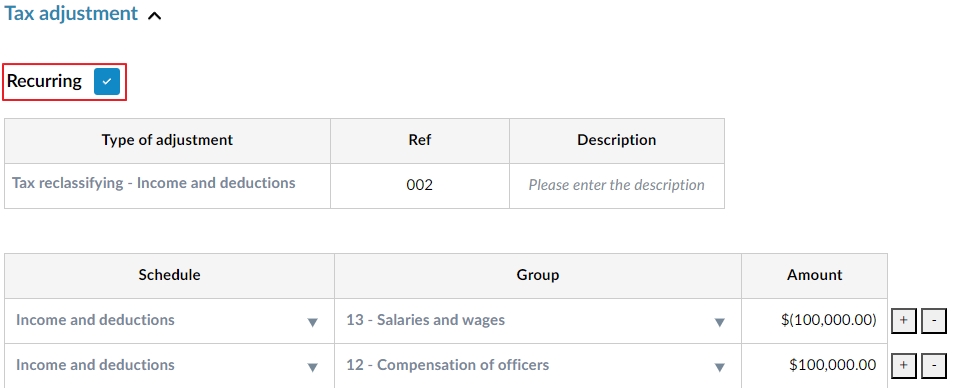 Tax adjustment
Recurring
Type of adjustment Ref Description
Tax reclassifying - Income and deductions 002 Please enter the description
Schedule Group Amount
Income and deductions 13 - Salaries and wages $(100,000.00) + -
Income and deductions 12 - Compensation of officers $100,000.00 + -